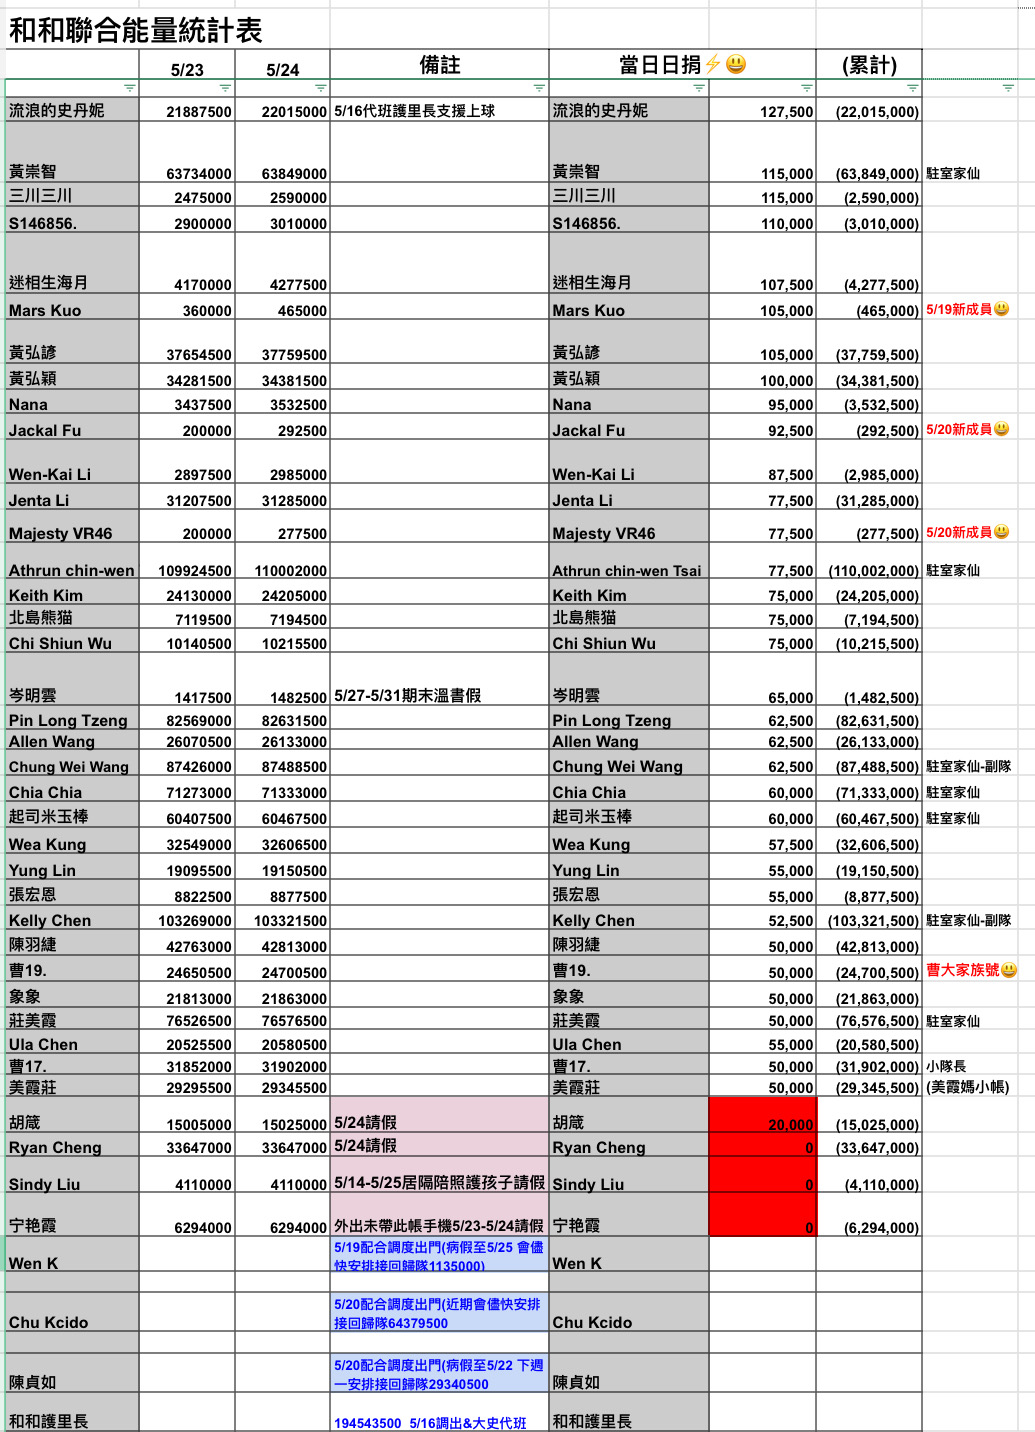 和和聯合能量統計表
5/23 5/24 備註 當日日捐⚡😃 (累計)
流浪的史丹妮 21887500 22015000 5/16代班護里長支援上球 流浪的史丹妮 127,500 (22,015,000)
黃崇智 63734000 63849000 黃崇智 115,000 (63,849,000) 駐室家仙
三川三川 2475000 2590000 三川三川 115,000 (2,590,000)
S146856. 2900000 3010000 S146856. 110,000 (3,010,000)
迷相生海月 4170000 4277500 迷相生海月 107,500 (4,277,500)
Mars Kuo 360000 465000 Mars Kuo 105,000 (465,000) 5/19新成員😃
黃弘諺 37654500 37759500 黃弘諺 105,000 (37,759,500)
黃弘穎 34281500 34381500 黃弘穎 100,000 (34,381,500)
Nana 3437500 3532500 Nana 95,000 (3,532,500)
Jackal Fu 200000 292500 Jackal Fu 92,500 (292,500) 5/20新成員😃
Wen-Kai Li 2897500 2985000 Wen-Kai Li 87,500 (2,985,000)
Jenta Li 31207500 31285000 Jenta Li 77,500 (31,285,000)
Majesty VR46 200000 277500 Majesty VR46 77,500 (277,500) 5/20新成員😃
Athrun chin-wen 109924500 110002000 Athrun chin-wen Tsai 77,500 (110,002,000) 駐室家仙
Keith Kim 24130000 24205000 Keith Kim 75,000 (24,205,000)
北島熊猫 7119500 7194500 北島熊猫 75,000 (7,194,500)
Chi Shiun Wu 10140500 10215500 Chi Shiun Wu 75,000 (10,215,500)
岑明雲 1417500 1482500 5/27-5/31期末溫書假 岑明雲 65,000 (1,482,500)
Pin Long Tzeng 82569000 82631500 Pin Long Tzeng 62,500 (82,631,500)
Allen Wang 26070500 26133000 Allen Wang 62,500 (26,133,000)
Chung Wei Wang 87426000 87488500 Chung Wei Wang 62,500 (87,488,500) 駐室家仙-副隊
Chia Chia 71273000 71333000 Chia Chia 60,000 (71,333,000) 駐室家仙
起司米玉棒 60407500 60467500 起司米玉棒 60,000 (60,467,500) 駐室家仙
Wea Kung 32549000 32606500 Wea Kung 57,500 (32,606,500)
Yung Lin 19095500 19150500 Yung Lin 55,000 (19,150,500)
張宏恩 8822500 8877500 張宏恩 55,000 (8,877,500)
Kelly Chen 103269000 103321500 Kelly Chen 52,500 (103,321,500) 駐室家仙-副隊
陳羽緁 42763000 42813000 陳羽緁 50,000 (42,813,000)
曹19. 24650500 24700500 曹19. 50,000 (24,700,500) 曹大家族號😃
象象 21813000 21863000 象象 50,000 (21,863,000)
莊美霞 76526500 76576500 莊美霞 50,000 (76,576,500) 駐室家仙
Ula Chen 20525500 20580500 Ula Chen 55,000 (20,580,500)
曹17. 31852000 31902000 曹17. 50,000 (31,902,000) 小隊長
美霞莊 29295500 29345500 美霞莊 50,000 (29,345,500) (美霞媽小帳)
胡箴 15005000 15025000 5/24請假 胡箴 20,000 (15,025,000)
Ryan Cheng 33647000 33647000 5/24請假 Ryan Cheng 0 (33,647,000)
Sindy Liu 4110000 4110000 5/14-5/25居隔陪照護孩子請假 Sindy Liu 0 (4,110,000)
宁艳霞 6294000 6294000 外出未帶此帳手機5/23-5/24請假 宁艳霞 0 (6,294,000)
5/19配合調度出門(病假至5/25 會儘
Wen K 快安排接回歸隊1135000) Wen K
5/20配合調度出門(近期會儘快安排
Chu Kcido 接回歸隊64379500 Chu Kcido
5/20配合調度出門(病假至5/22 下週
陳貞如 一安排接回歸隊29340500 陳貞如
和和護里長 194543500 5/16調出&大史代班 和和護里長